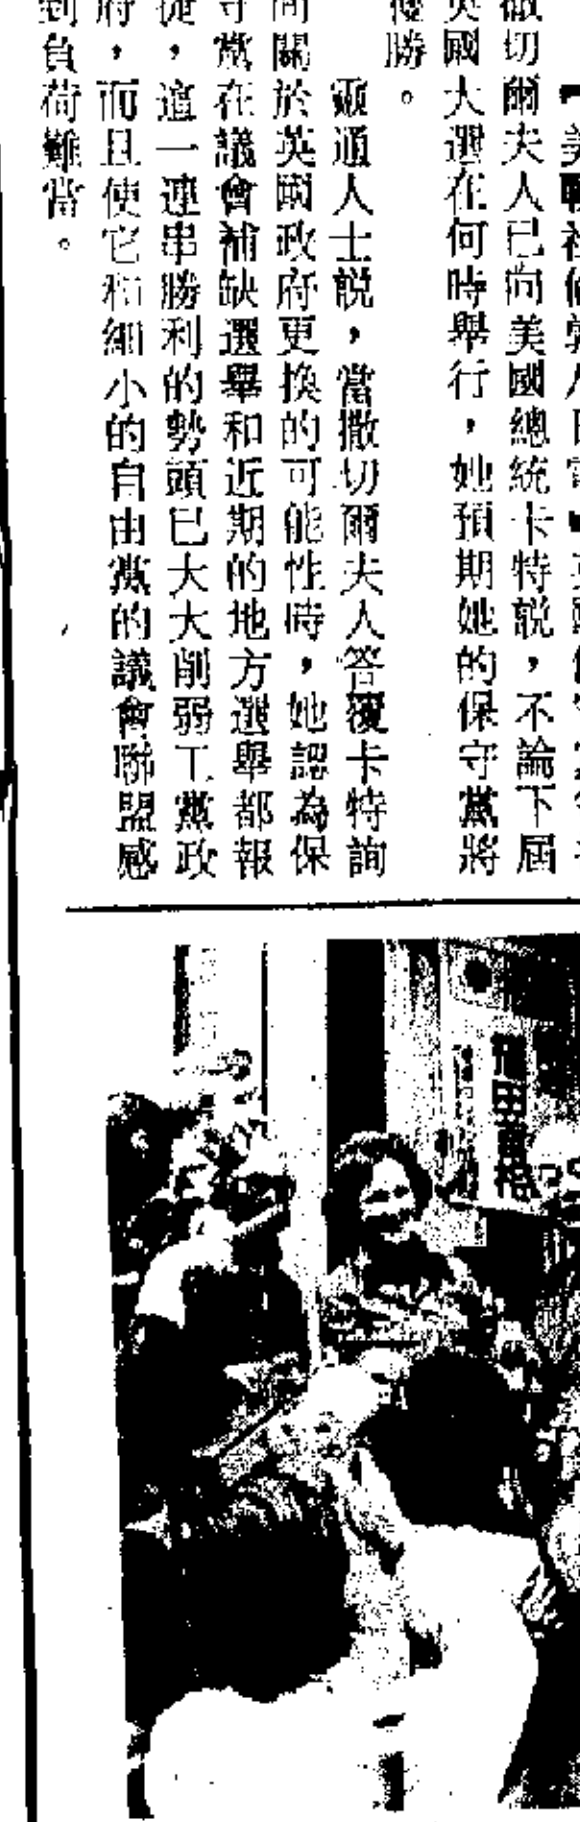 美聯社倫敦
撒切爾夫人已向美國總統卡特說，不論下屆
英國大選在何時舉行，她預期她的保守黨將
獲勝。
靈通人士說，當撒切爾夫人答覆卡特詢
問關於英國政府更換的可能性時，她認為保
守黨在議會補缺選舉和近期的地方選舉都報
捷，這一連串勝利的勢頭已大大削弱工黨政
府，而且使它和細小的自由黨的議會聯盟感
到負荷難當。